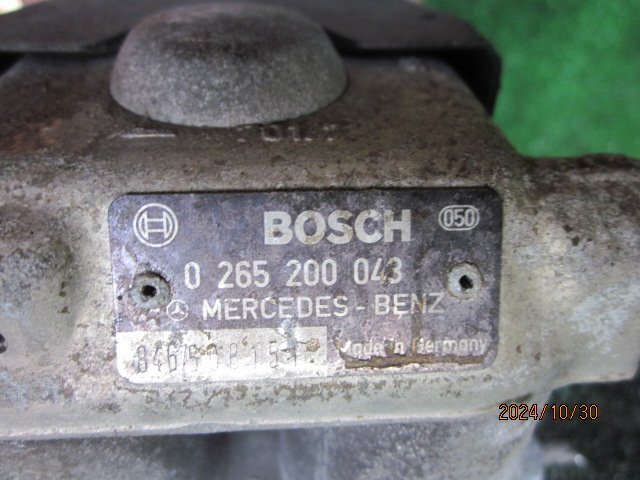 BOSCH 050
0 265 200 043
MERCEDES-BENZ
Made in Germany
2024/10/30